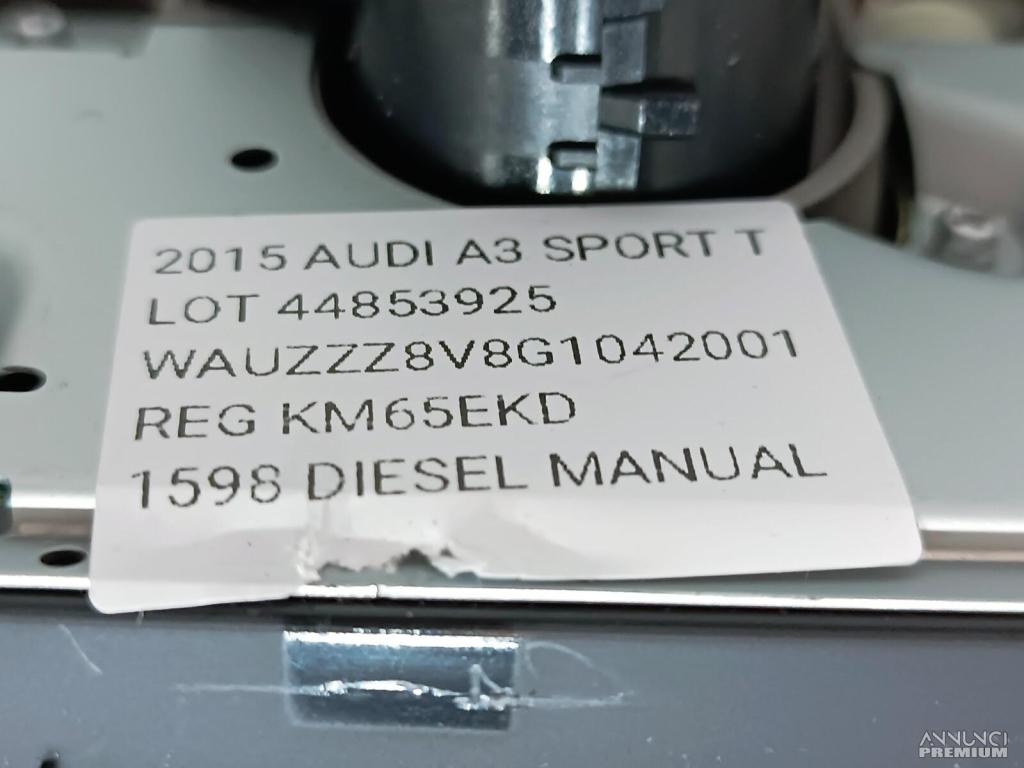 2015 AUDI A3 SPORT T
LOT 44853925
WAUZZZ8V8G1042001
REG KM65EKD
1598 DIESEL MANUAL
ANNUNCI
PREMIUM